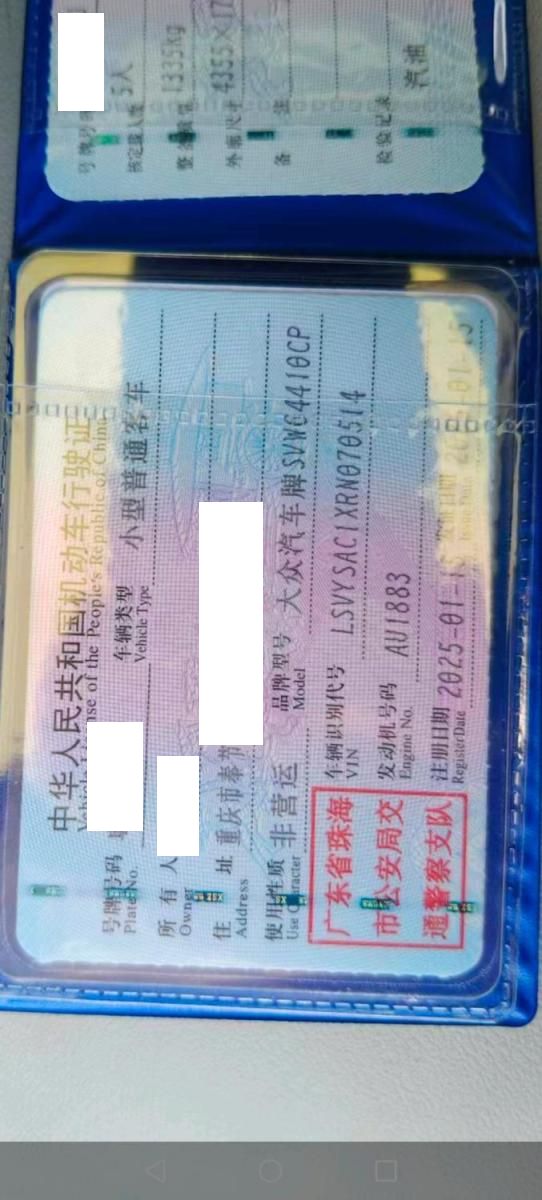 中华人民共和国机动车行驶证
of the People's Republic of China
号牌号码
Plate No.
车辆类型 小型普通客车
Vehicle Type
所有人
Owner
住址 重庆市奉节
Address
使用性质 非营运
Use Character
品牌型号 大众汽车牌SVW64410CP
Model
广东省珠海
市公安局交
通警察支队
车辆识别代号 LSVYSAC1XRN070514
VIN
发动机号码 AU1883
Engine No.
注册日期 2025-01-15
Register Date
发证日期
Issue Date
号牌号码
核定载人数 5人
整备质量 1335kg
外廓尺寸 4355×17
备注
检验记录
汽油